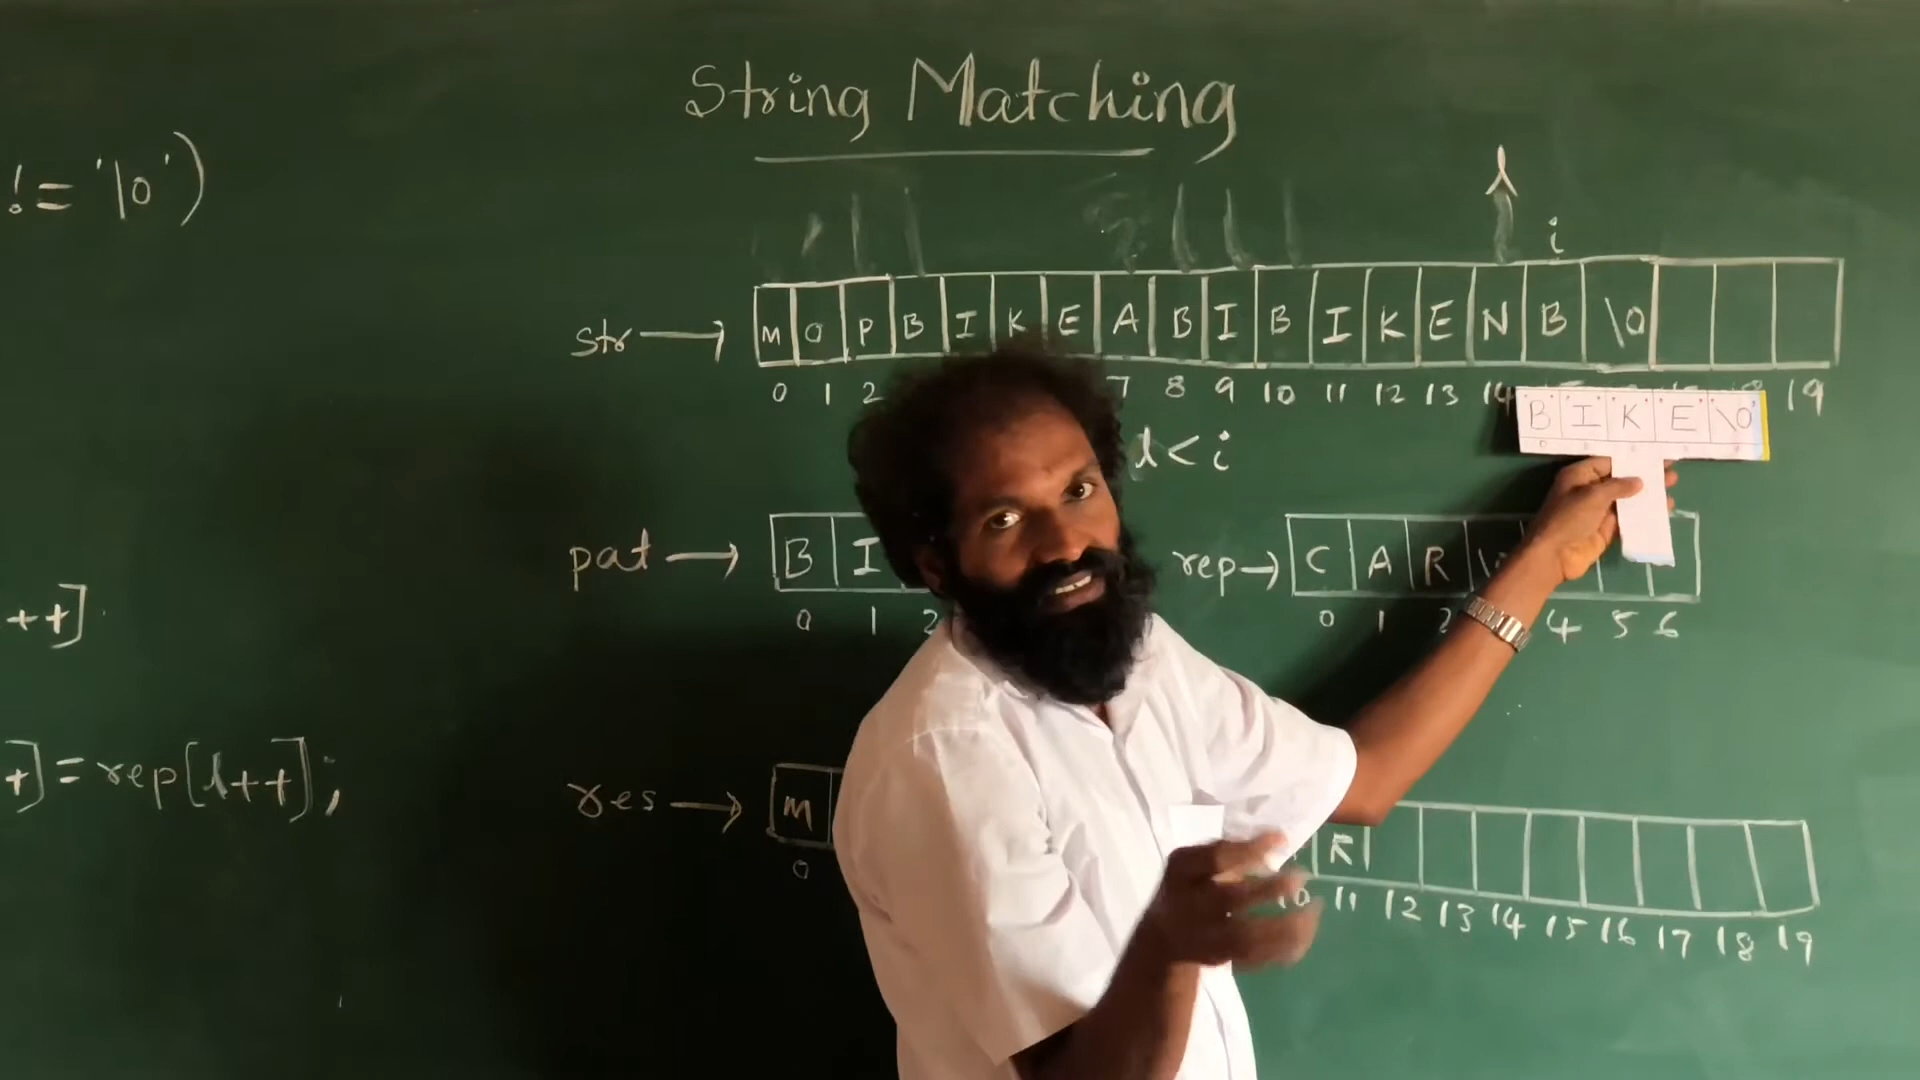 String Matching
!= '\0')
i
str → M O P B I K E A B I B I K E N B \0
0 1 2 7 8 9 10 11 12 13 14 19
B I K E \0
l < i
pat → B I
0 1 2
rep → C A R
0 1 2 4 5 6
++]
+] = rep[l++];
res → M R
0 10 11 12 13 14 15 16 17 18 19